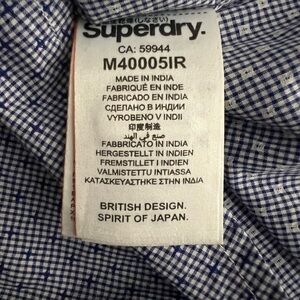 Superdry.
CA: 59944
M40005IR
MADE IN INDIA
FABRIQUÉ EN INDE
FABRICADO EN INDIA
СДЕЛАНО В ИНДИИ
VYROBENO V INDII
印度制造
صنع في الهند
FABBRICATO IN INDIA
HERGESTELLT IN INDIEN
FREMSTILLET I INDIEN
VALMISTETTU INTIASSA
ΚΑΤΑΣΚΕΥΑΣΤΗΚΕ ΣΤΗΝ INDIA
BRITISH DESIGN.
SPIRIT OF JAPAN.